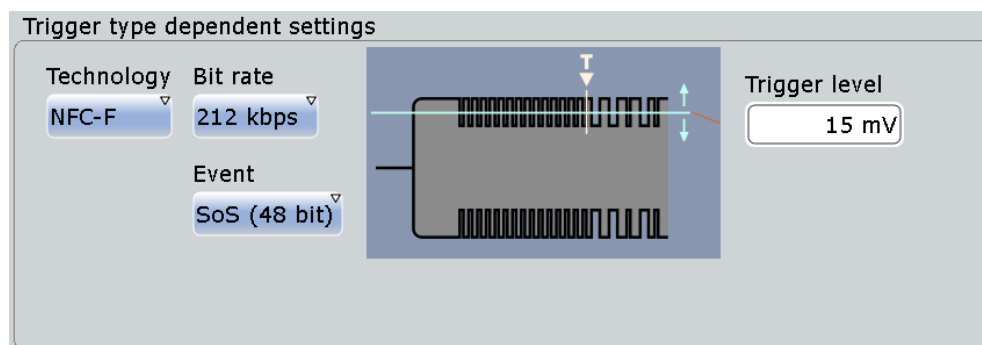 Trigger type dependent settings
Technology
Bit rate
NFC-F
212 kbps
Event
SoS (48 bit)
T
Trigger level
15 mV